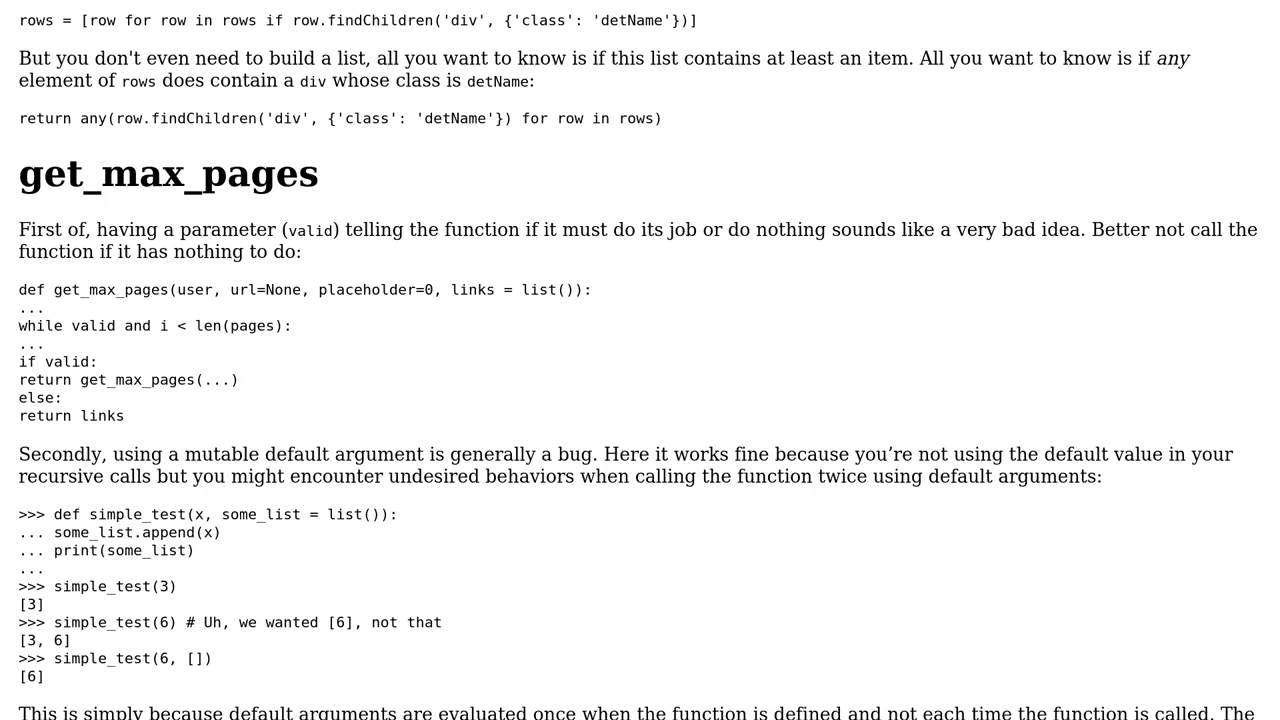 rows = [row for row in rows if row.findChildren('div', {'class': 'detName'})]
But you don't even need to build a list, all you want to know is if this list contains at least an item. All you want to know is if any
element of rows does contain a div whose class is detName:
return any(row.findChildren('div', {'class': 'detName'}) for row in rows)
get_max_pages
First of, having a parameter (valid) telling the function if it must do its job or do nothing sounds like a very bad idea. Better not call the
function if it has nothing to do:
def get_max_pages(user, url=None, placeholder=0, links = list()):
...
while valid and i < len(pages):
...
if valid:
return get_max_pages(...)
else:
return links
Secondly, using a mutable default argument is generally a bug. Here it works fine because you’re not using the default value in your
recursive calls but you might encounter undesired behaviors when calling the function twice using default arguments:
>>> def simple_test(x, some_list = list()):
... some_list.append(x)
... print(some_list)
...
>>> simple_test(3)
[3]
>>> simple_test(6) # Uh, we wanted [6], not that
[3, 6]
>>> simple_test(6, [])
[6]
This is simply because default arguments are evaluated once when the function is defined and not each time the function is called. The